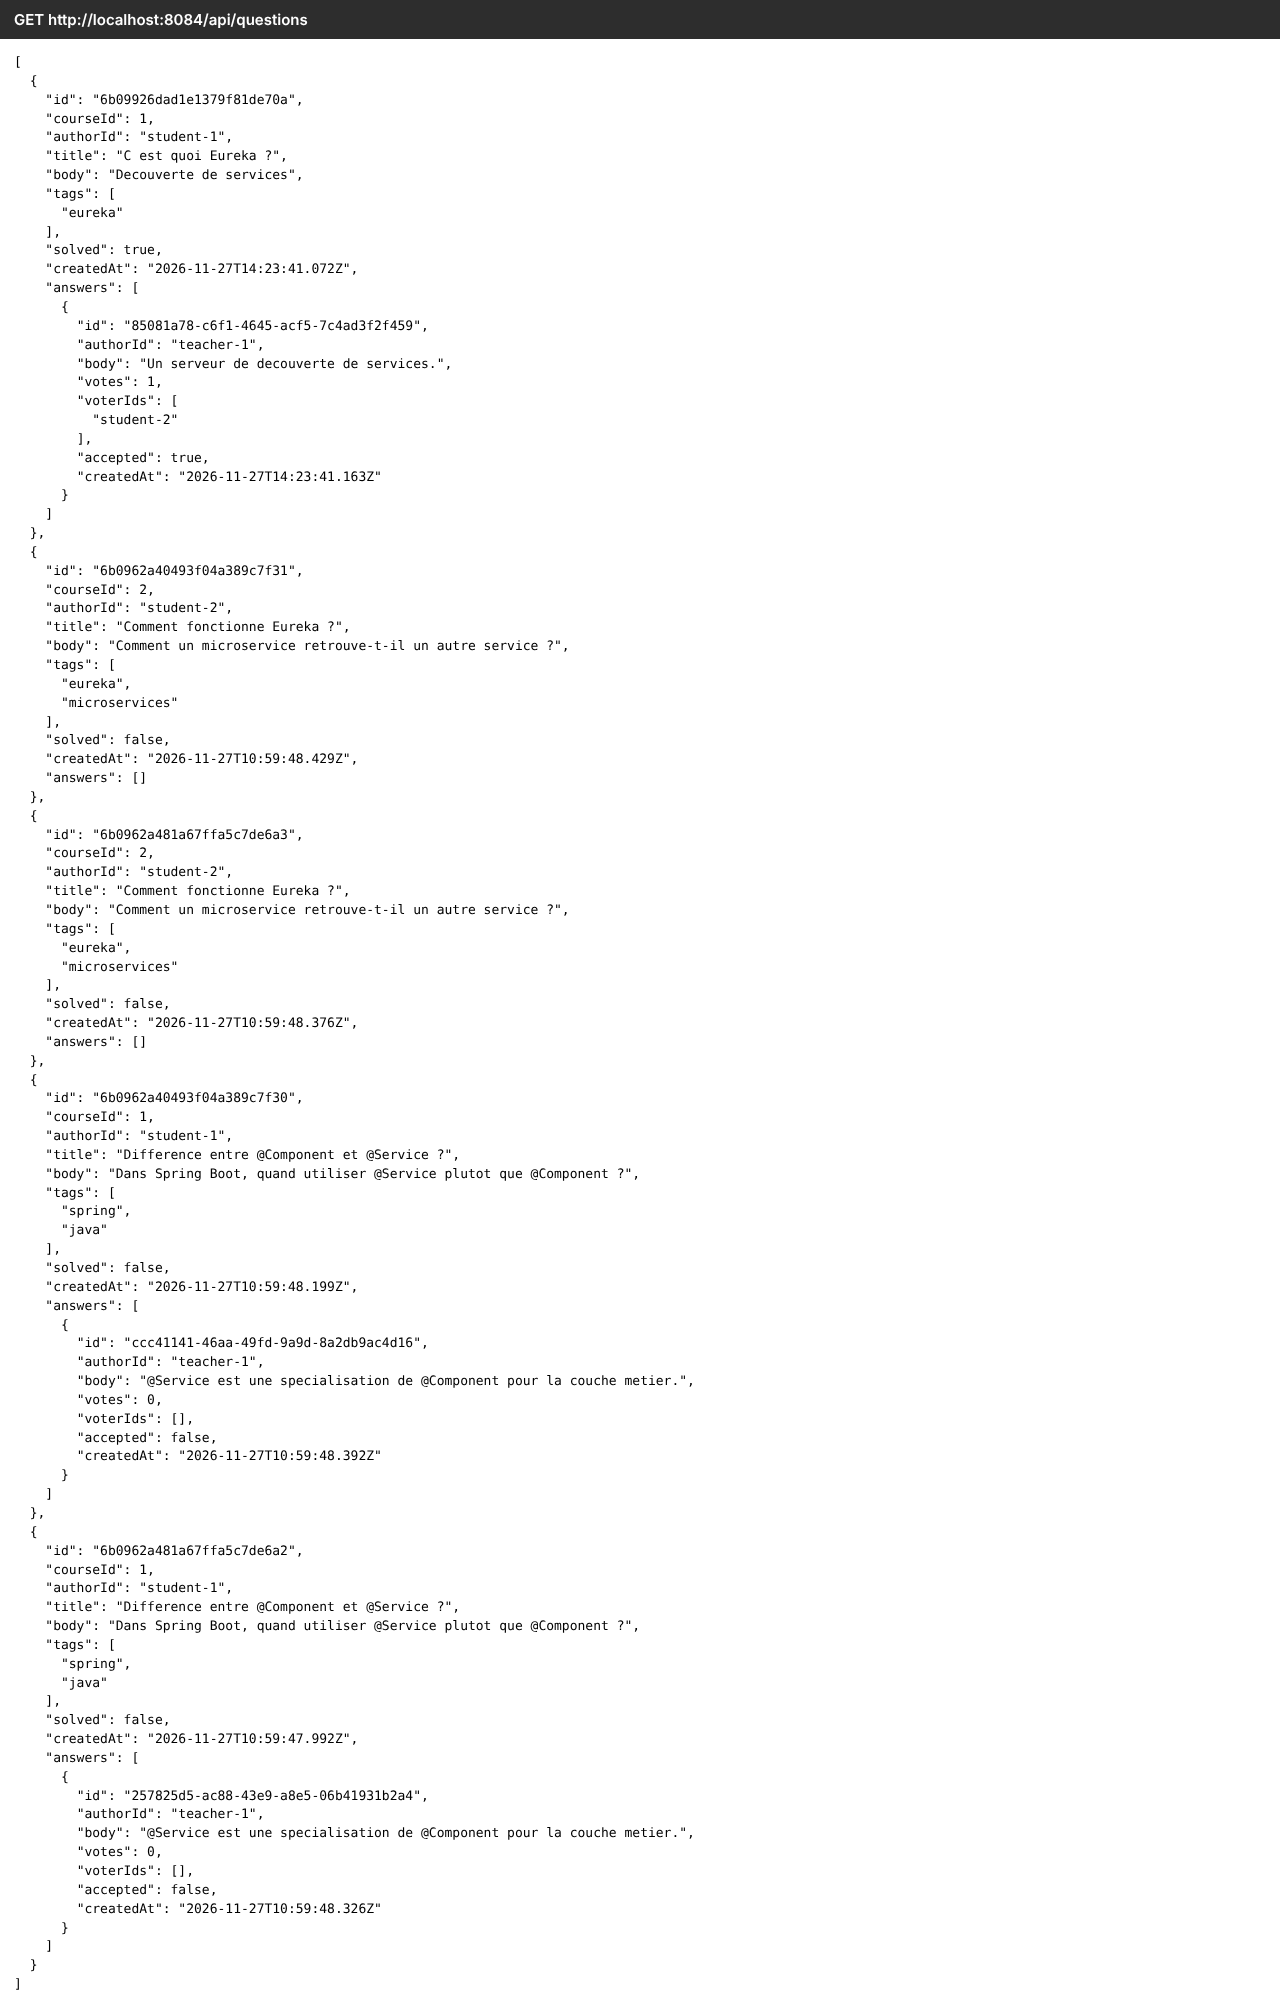 GET http://localhost:8084/api/questions
[
  {
    "id": "6b09926dad1e1379f81de70a",
    "courseId": 1,
    "authorId": "student-1",
    "title": "C est quoi Eureka ?",
    "body": "Decouverte de services",
    "tags": [
      "eureka"
    ],
    "solved": true,
    "createdAt": "2026-11-27T14:23:41.072Z",
    "answers": [
      {
        "id": "85081a78-c6f1-4645-acf5-7c4ad3f2f459",
        "authorId": "teacher-1",
        "body": "Un serveur de decouverte de services.",
        "votes": 1,
        "voterIds": [
          "student-2"
        ],
        "accepted": true,
        "createdAt": "2026-11-27T14:23:41.163Z"
      }
    ]
  },
  {
    "id": "6b0962a40493f04a389c7f31",
    "courseId": 2,
    "authorId": "student-2",
    "title": "Comment fonctionne Eureka ?",
    "body": "Comment un microservice retrouve-t-il un autre service ?",
    "tags": [
      "eureka",
      "microservices"
    ],
    "solved": false,
    "createdAt": "2026-11-27T10:59:48.429Z",
    "answers": []
  },
  {
    "id": "6b0962a481a67ffa5c7de6a3",
    "courseId": 2,
    "authorId": "student-2",
    "title": "Comment fonctionne Eureka ?",
    "body": "Comment un microservice retrouve-t-il un autre service ?",
    "tags": [
      "eureka",
      "microservices"
    ],
    "solved": false,
    "createdAt": "2026-11-27T10:59:48.376Z",
    "answers": []
  },
  {
    "id": "6b0962a40493f04a389c7f30",
    "courseId": 1,
    "authorId": "student-1",
    "title": "Difference entre @Component et @Service ?",
    "body": "Dans Spring Boot, quand utiliser @Service plutot que @Component ?",
    "tags": [
      "spring",
      "java"
    ],
    "solved": false,
    "createdAt": "2026-11-27T10:59:48.199Z",
    "answers": [
      {
        "id": "ccc41141-46aa-49fd-9a9d-8a2db9ac4d16",
        "authorId": "teacher-1",
        "body": "@Service est une specialisation de @Component pour la couche metier.",
        "votes": 0,
        "voterIds": [],
        "accepted": false,
        "createdAt": "2026-11-27T10:59:48.392Z"
      }
    ]
  },
  {
    "id": "6b0962a481a67ffa5c7de6a2",
    "courseId": 1,
    "authorId": "student-1",
    "title": "Difference entre @Component et @Service ?",
    "body": "Dans Spring Boot, quand utiliser @Service plutot que @Component ?",
    "tags": [
      "spring",
      "java"
    ],
    "solved": false,
    "createdAt": "2026-11-27T10:59:47.992Z",
    "answers": [
      {
        "id": "257825d5-ac88-43e9-a8e5-06b41931b2a4",
        "authorId": "teacher-1",
        "body": "@Service est une specialisation de @Component pour la couche metier.",
        "votes": 0,
        "voterIds": [],
        "accepted": false,
        "createdAt": "2026-11-27T10:59:48.326Z"
      }
    ]
  }
]